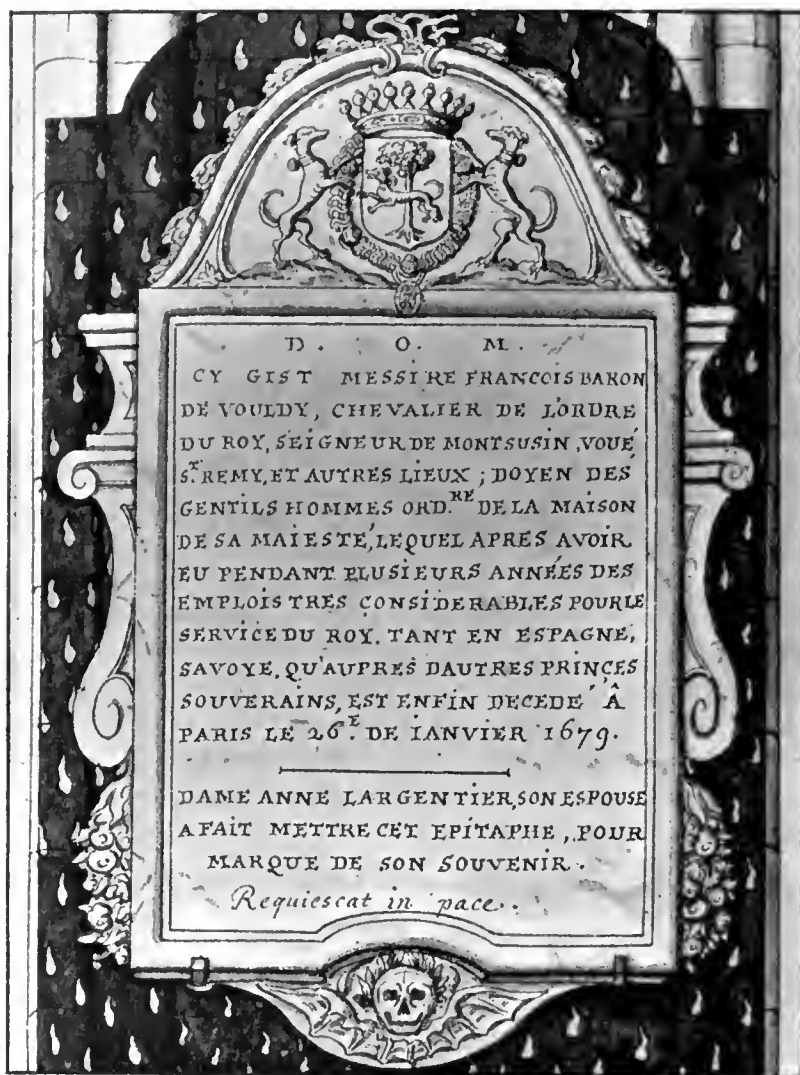 D. O. M.
CY GIST MESSIRE FRANCOIS BARON
DE VOULDY, CHEVALIER DE L'ORDRE
DU ROY, SEIGNEUR DE MONTSUSIN, VOUÉ
S.T REMY, ET AUTRES LIEUX ; DOYEN DES
GENTILS HOMMES ORD.RE DE LA MAISON
DE SA MAIESTÉ, LEQUEL APRES AVOIR
EU PENDANT PLUSIEURS ANNÉES DES
EMPLOIS TRES CONSIDERABLES POUR LE
SERVICE DU ROY. TANT EN ESPAGNE,
SAVOYE, QU'AUPRES DAUTRES PRINCES
SOUVERAINS, EST ENFIN DECEDE' Â
PARIS LE 26.E DE IANVIER 1679.
DAME ANNE LARGENTIER, SON ESPOUSE
A FAIT METTRE CET EPITAPHE, POUR
MARQUE DE SON SOUVENIR.
Requiescat in pace.